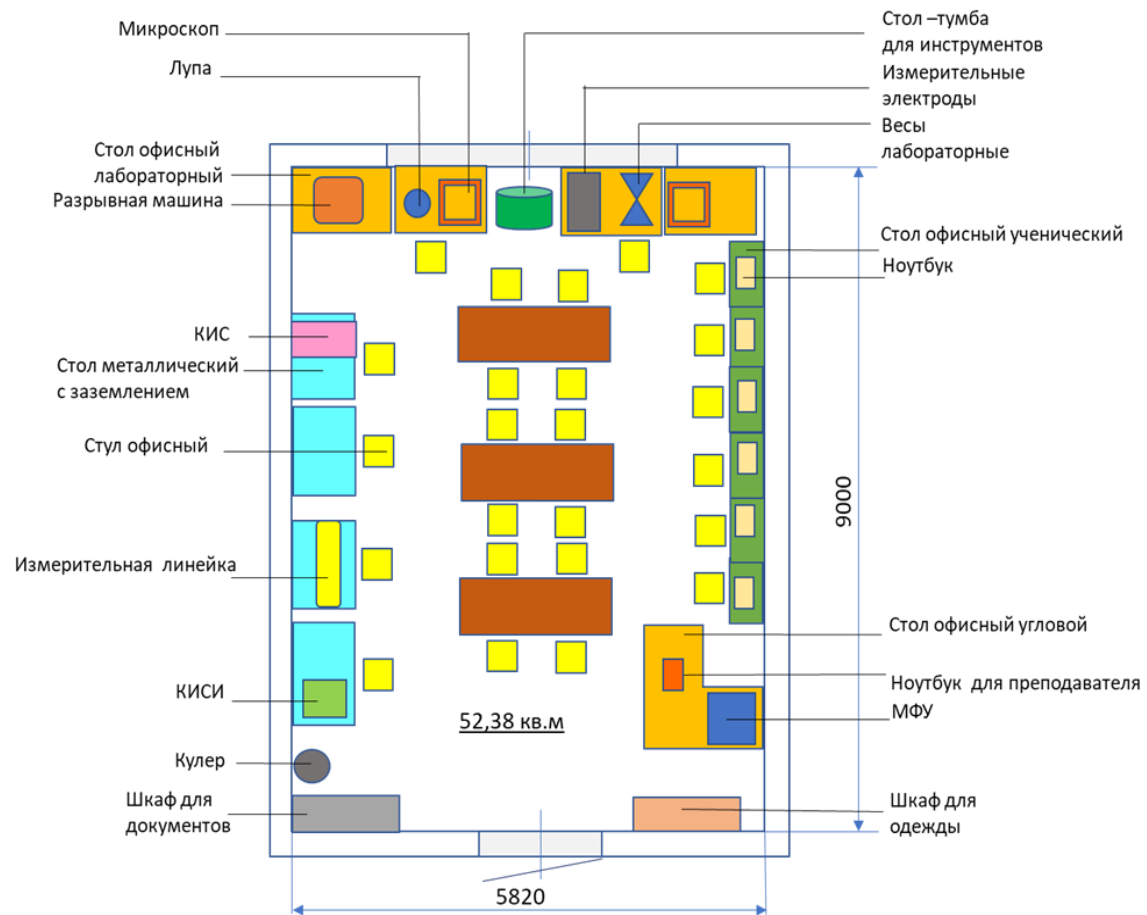 Микроскоп
Лупа
Стол офисный
лабораторный
Разрывная машина
КИС
Стол металлический
с заземлением
Стул офисный
Измерительная линейка
КИСИ
Кулер
Шкаф для
документов
Стол –тумба
для инструментов
Измерительные
электроды
Весы
лабораторные
Стол офисный ученический
Ноутбук
9000
Стол офисный угловой
Ноутбук для преподавателя
МФУ
Шкаф для
одежды
52,38 кв.м
5820